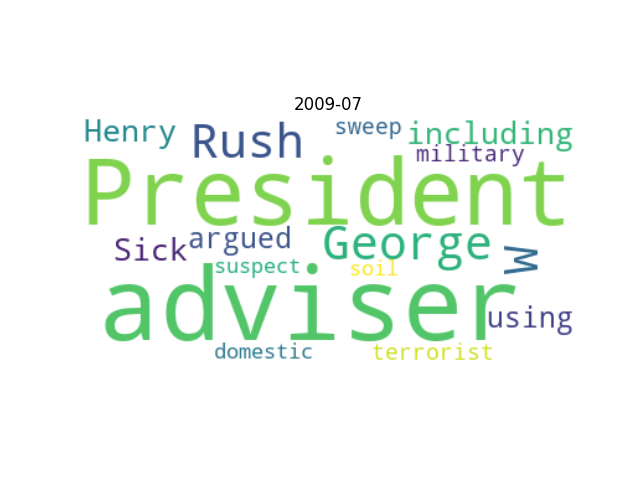 2009-07
Henry Rush sweep including
military
President
Sick argued George W
suspect soil
adviser using
domestic terrorist